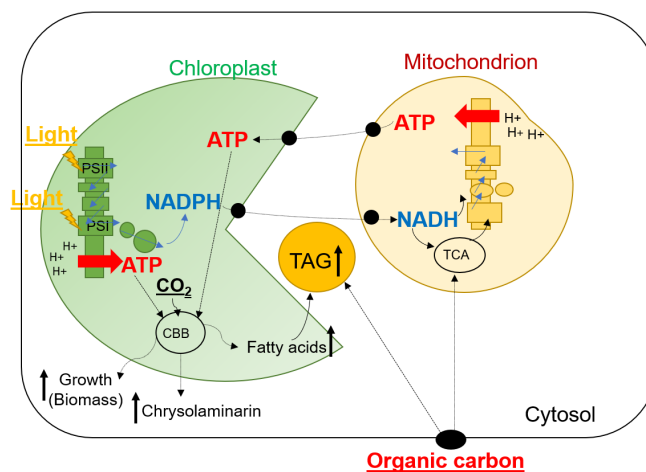 Chloroplast
Mitochondrion
Light
PSII
Light
PSI
H+
H+
H+
ATP
NADPH
ATP
ATP
H+
H+ H+
NADH
TCA
TAG
CO2
CBB
Fatty acids
Growth
(Biomass)
Chrysolaminarin
Cytosol
Organic carbon